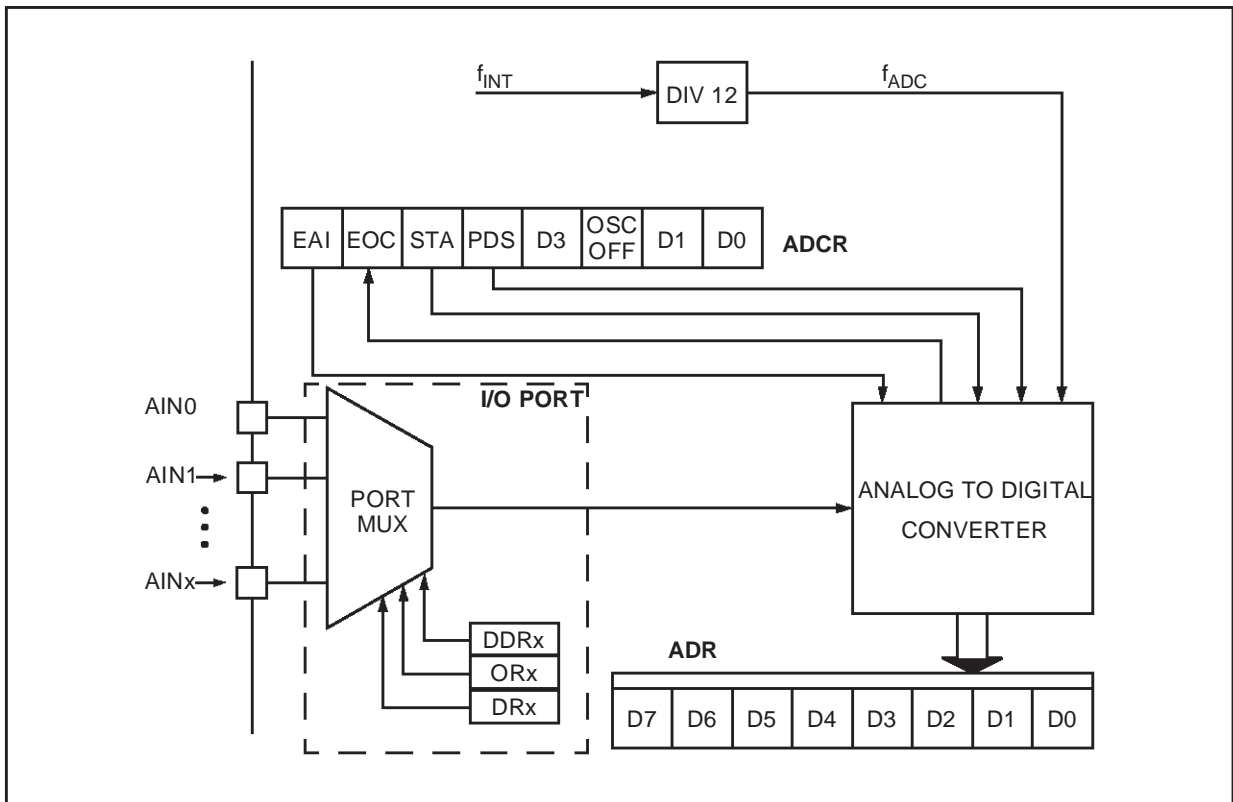 fINT
DIV 12
fADC
EAI EOC STA PDS D3 OSC OFF D1 D0
ADCR
I/O PORT
AIN0
AIN1
AINx
PORT
MUX
ANALOG TO DIGITAL
CONVERTER
DDRx
ORx
DRx
ADR
D7 D6 D5 D4 D3 D2 D1 D0